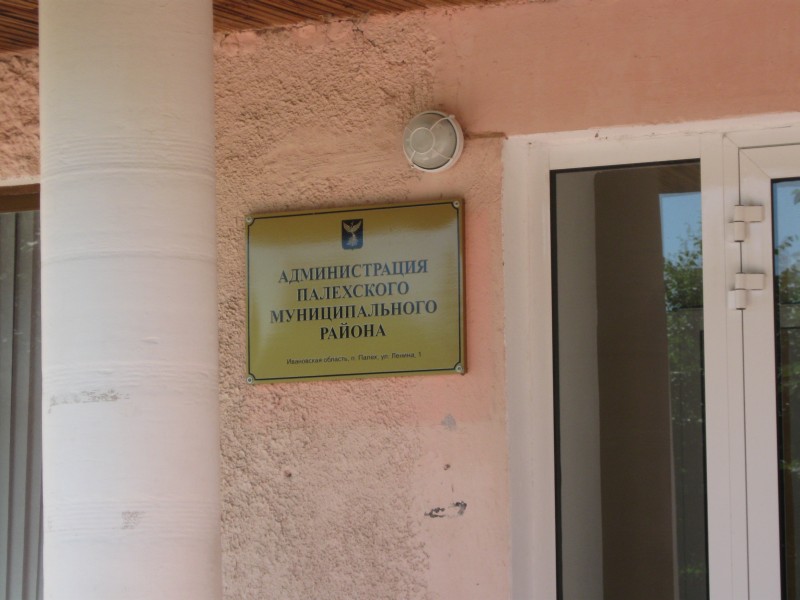 АДМИНИСТРАЦИЯ
ПАЛЕХСКОГО
МУНИЦИПАЛЬНОГО
РАЙОНА
Ивановская область, п. Палех, ул. Ленина, 1